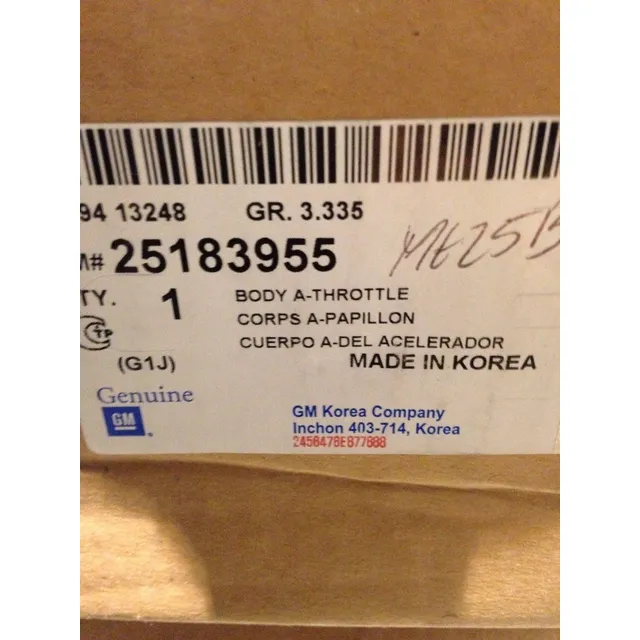 94 13248 GR. 3.335
M# 25183955
TY. 1
BODY A-THROTTLE
CORPS A-PAPILLON
CUERPO A-DEL ACELERADOR
(G1J) MADE IN KOREA
Genuine
GM
GM Korea Company
Inchon 403-714, Korea